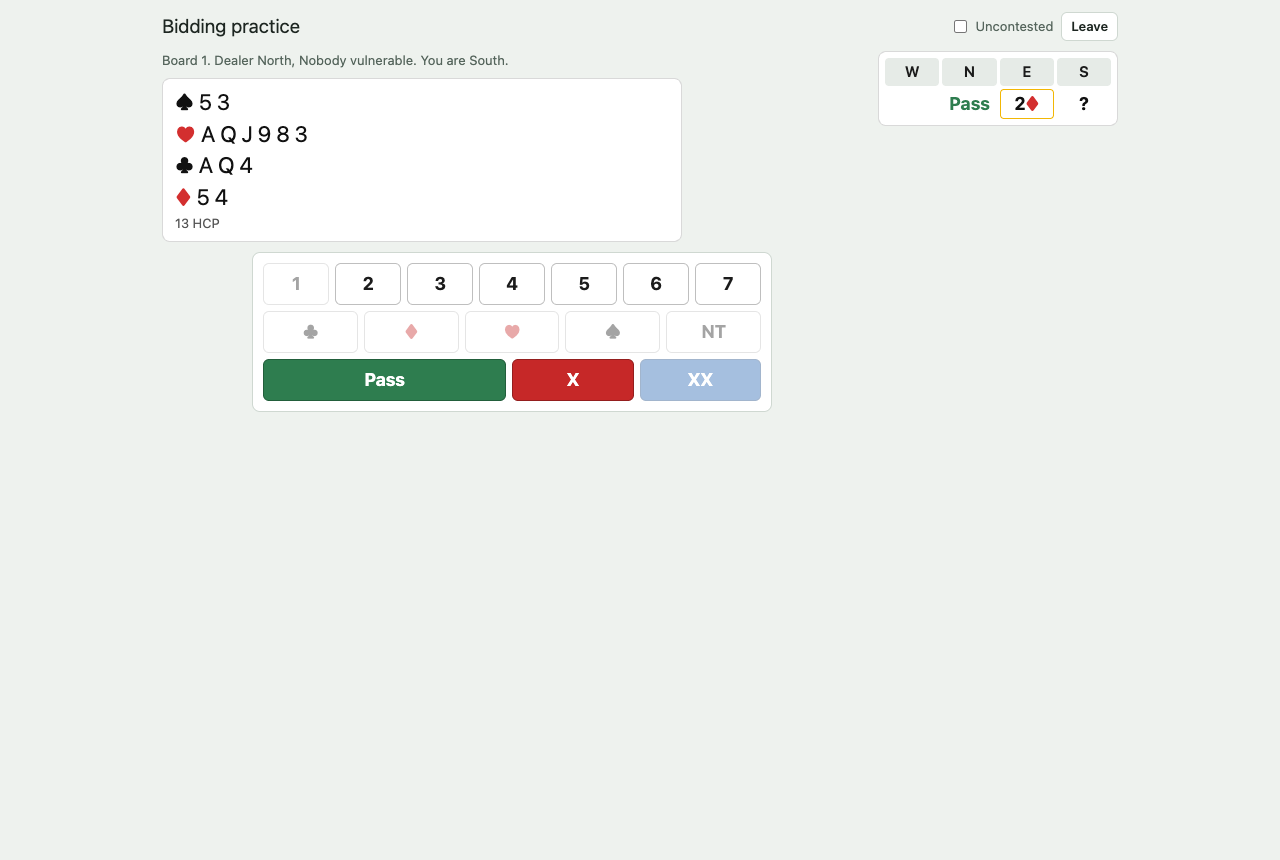 Bidding practice
Uncontested
Leave
Board 1. Dealer North, Nobody vulnerable. You are South.
W N E S
Pass 2♦ ?
♠ 5 3
♥ A Q J 9 8 3
♣ A Q 4
♦ 5 4
13 HCP
1 2 3 4 5 6 7
♣ ♦ ♥ ♠ NT
Pass X XX